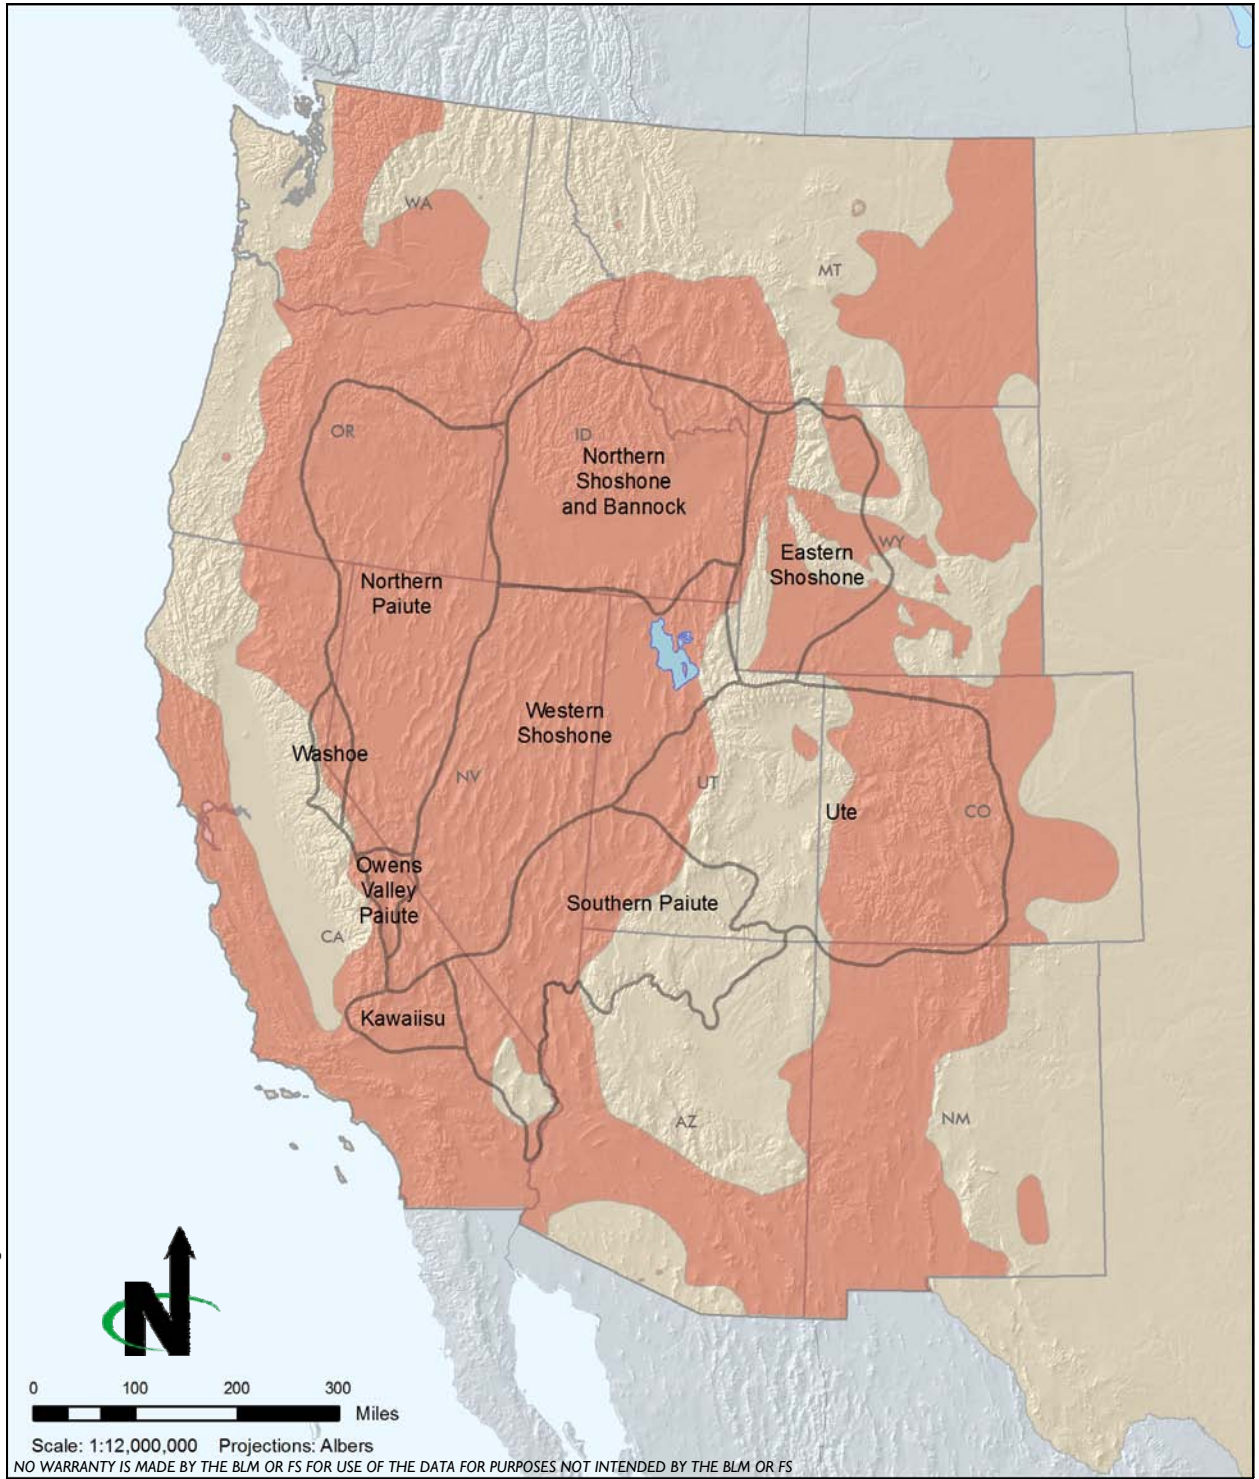 WA
MT
OR
ID
Northern
Shoshone
and Bannock
WY
Eastern
Shoshone
Northern
Paiute
Western
Shoshone
Washoe
NV
UT
Ute
CO
Owens
Valley
Paiute
Southern Paiute
CA
Kawaiisu
AZ
NM
N
0 100 200 300
Miles
Scale: 1:12,000,000 Projections: Albers
NO WARRANTY IS MADE BY THE BLM OR FS FOR USE OF THE DATA FOR PURPOSES NOT INTENDED BY THE BLM OR FS